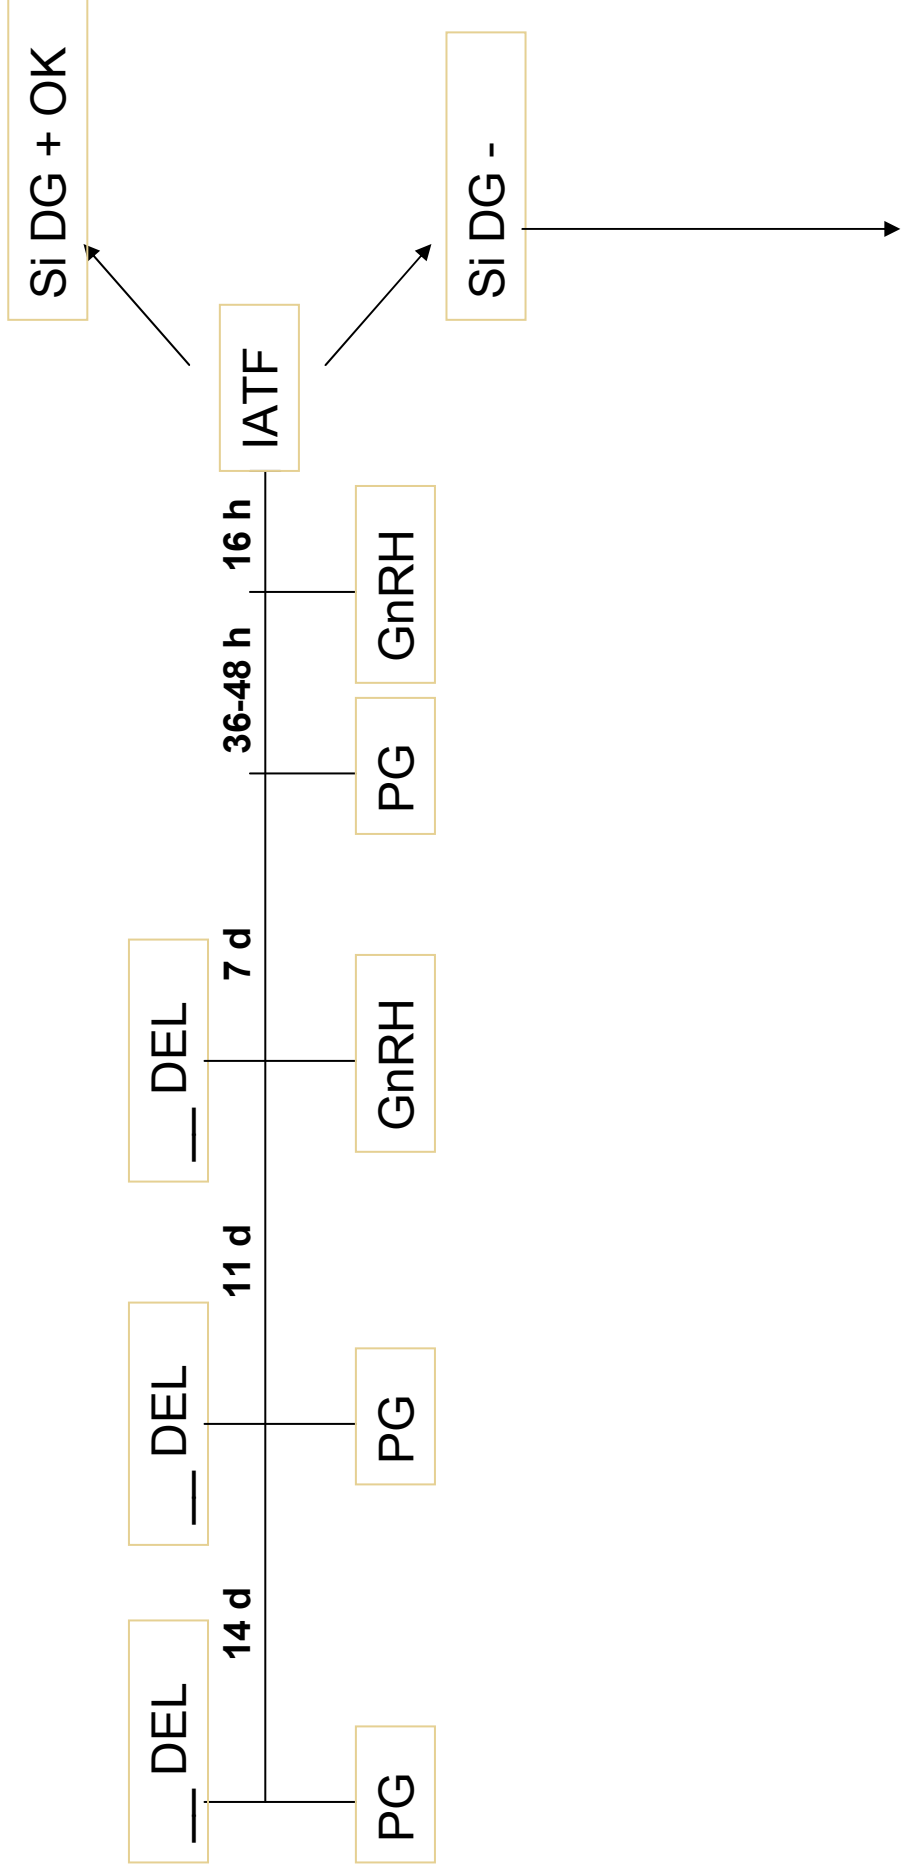 Si DG + OK
__ DEL
__ DEL
__ DEL
14 d
11 d
7 d
36-48 h
16 h
IATF
PG
PG
GnRH
PG
GnRH
Si DG -